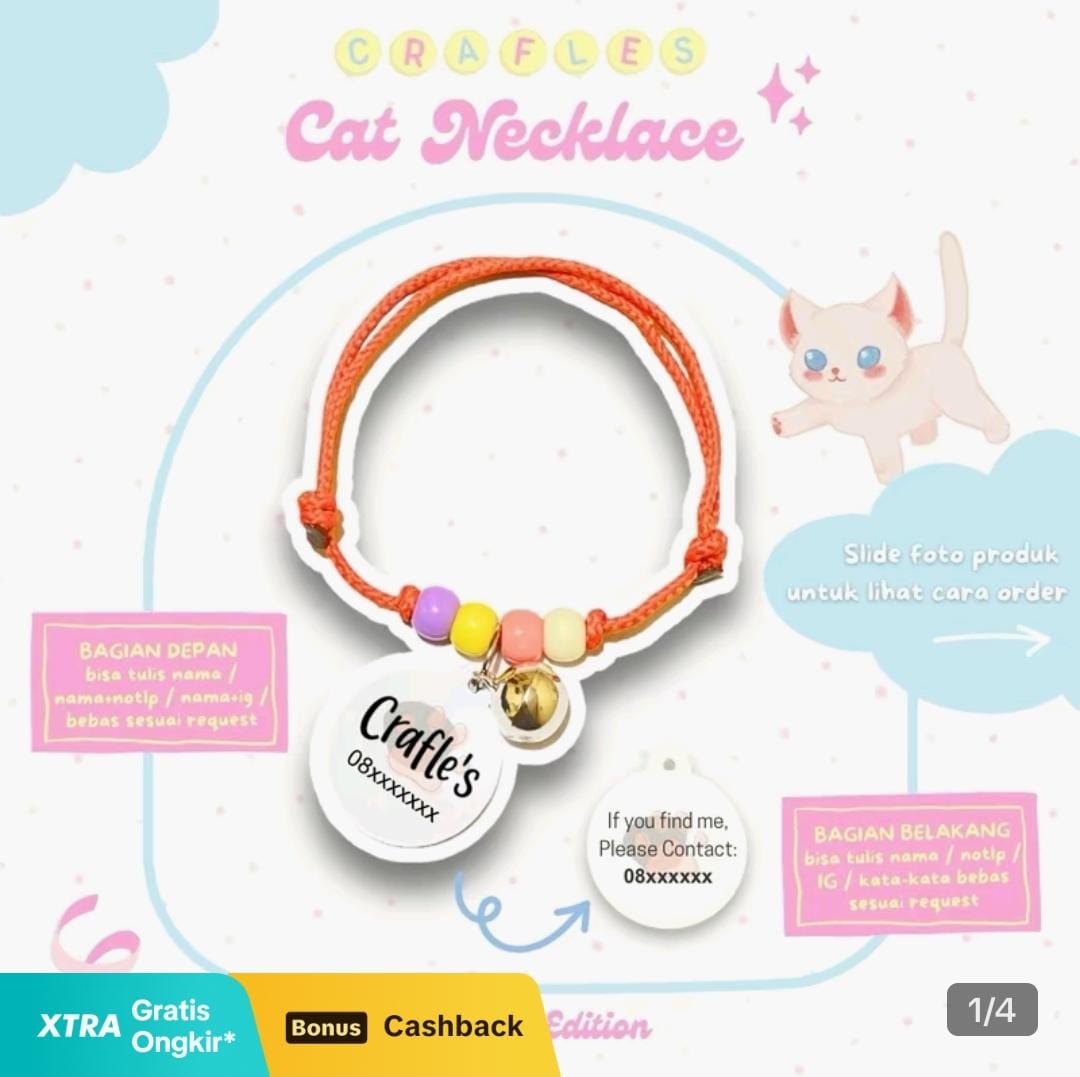 CRAFLES
Cat Necklace
Slide foto produk
untuk lihat cara order
BAGIAN DEPAN
bisa tulis nama /
nama+notlp / nama+ig /
bebas sesuai request
Crafle's
08xxxxxxx
If you find me,
Please Contact:
08xxxxxx
BAGIAN BELAKANG
bisa tulis nama / notlp /
IG / kata-kata bebas
sesuai request
XTRA Gratis
Ongkir*
Bonus Cashback
Edition
1/4